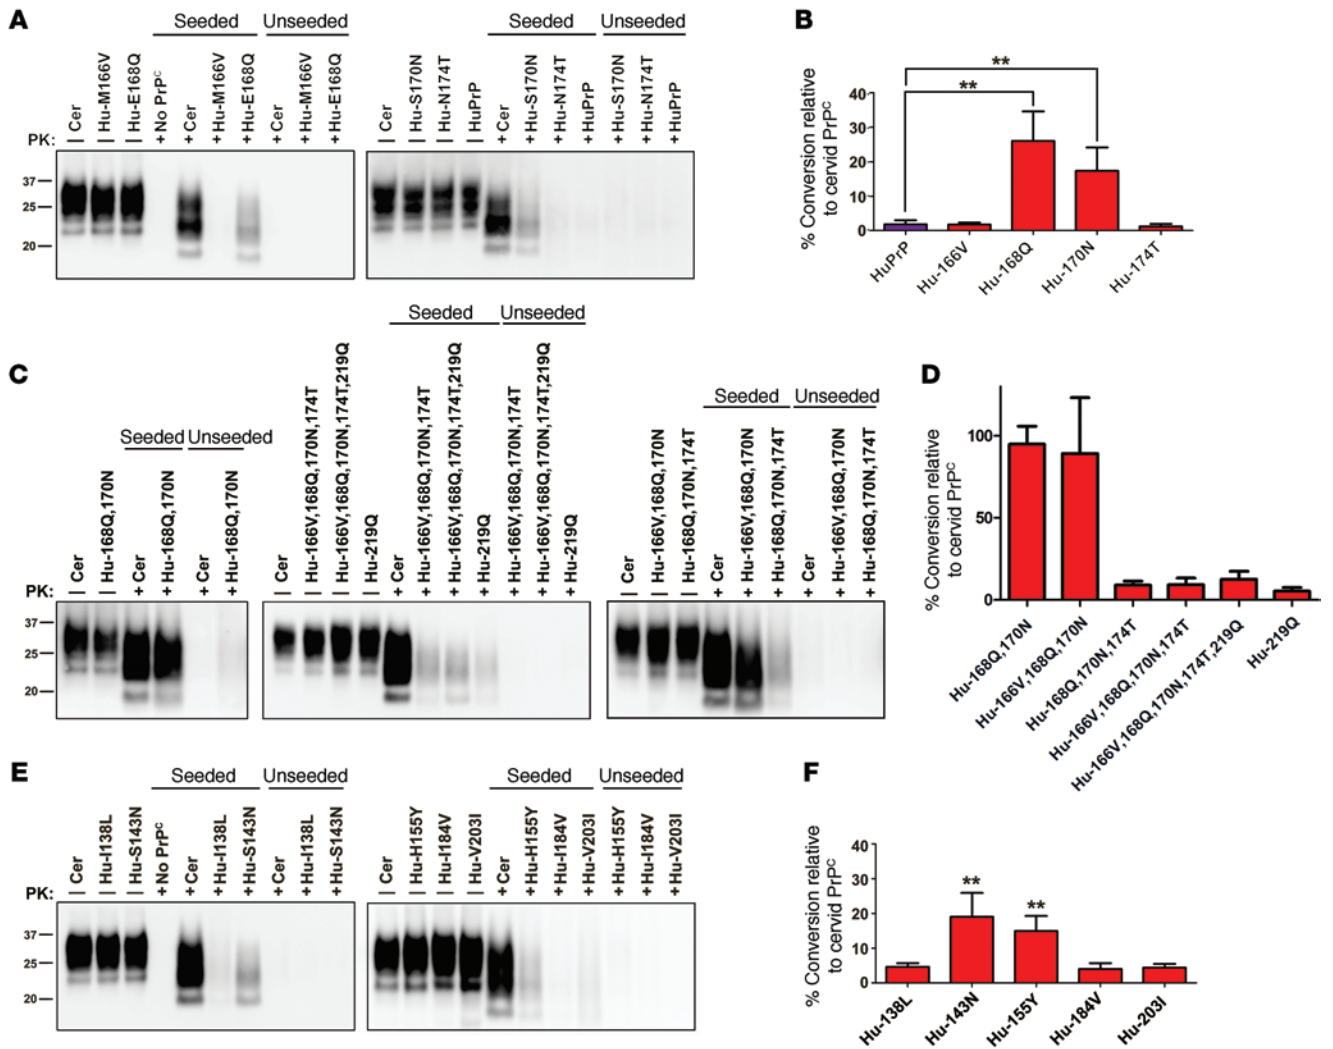 A
Seeded Unseeded
Cer
Hu-M166V
Hu-E168Q
No PrPᶜ
Cer
Hu-M166V
Hu-E168Q
Cer
Hu-M166V
Hu-E168Q
PK: — — — + + + + + + +
37
25
20
Seeded Unseeded
Cer
Hu-S170N
Hu-N174T
HuPrP
Cer
Hu-S170N
Hu-N174T
HuPrP
Hu-S170N
Hu-N174T
HuPrP
— — — — + + + + + + +
B
**
**
% Conversion relative
to cervid PrPᶜ
40
30
20
10
0
HuPrP
Hu-166V
Hu-168Q
Hu-170N
Hu-174T
C
Seeded Unseeded
Cer
Hu-168Q,170N
Cer
Hu-168Q,170N
Cer
Hu-168Q,170N
PK: — — + + + +
37
25
20
Seeded Unseeded
Cer
Hu-166V,168Q,170N,174T
Hu-166V,168Q,170N,174T,219Q
Hu-219Q
Cer
Hu-166V,168Q,170N,174T
Hu-166V,168Q,170N,174T,219Q
Hu-219Q
Hu-166V,168Q,170N,174T
Hu-166V,168Q,170N,174T,219Q
Hu-219Q
— — — — + + + + + + +
Seeded Unseeded
Cer
Hu-166V,168Q,170N
Hu-168Q,170N,174T
Cer
Hu-166V,168Q,170N
Hu-168Q,170N,174T
Cer
Hu-166V,168Q,170N
Hu-168Q,170N,174T
— — — + + + + + +
D
% Conversion relative
to cervid PrPᶜ
100
50
0
Hu-168Q,170N
Hu-166V,168Q,170N
Hu-168Q,170N,174T
Hu-166V,168Q,170N,174T
Hu-166V,168Q,170N,174T,219Q
Hu-219Q
E
Seeded Unseeded
Cer
Hu-I138L
Hu-S143N
No PrPᶜ
Cer
Hu-I138L
Hu-S143N
Cer
Hu-I138L
Hu-S143N
PK: — — — + + + + + + +
37
25
20
Seeded Unseeded
Cer
Hu-H155Y
Hu-I184V
Hu-V203I
Cer
Hu-H155Y
Hu-I184V
Hu-V203I
Hu-H155Y
Hu-I184V
Hu-V203I
— — — — + + + + + + +
F
% Conversion relative
to cervid PrPᶜ
40
30
20
10
0
**
**
Hu-138L
Hu-143N
Hu-155Y
Hu-184V
Hu-203I